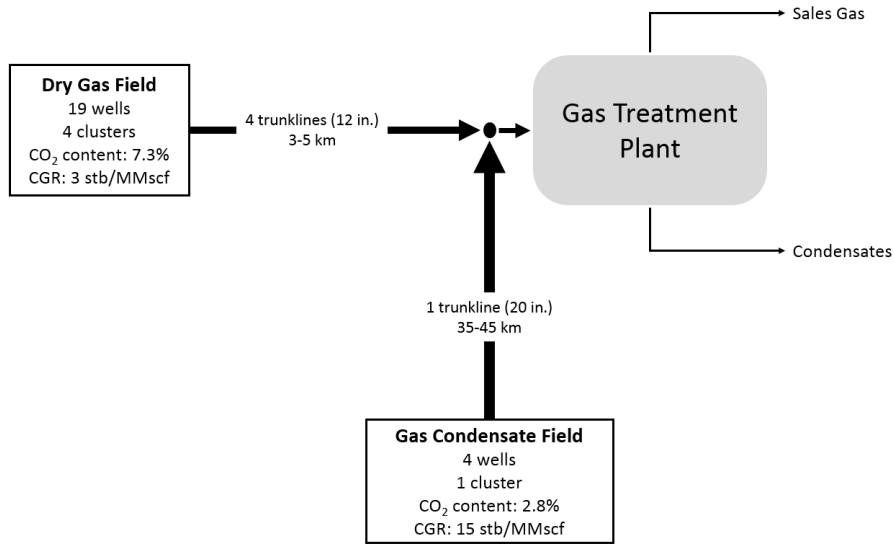 Sales Gas
Dry Gas Field
19 wells
4 clusters
CO₂ content: 7.3%
CGR: 3 stb/MMscf
4 trunklines (12 in.)
3-5 km
Gas Treatment
Plant
Condensates
1 trunkline (20 in.)
35-45 km
Gas Condensate Field
4 wells
1 cluster
CO₂ content: 2.8%
CGR: 15 stb/MMscf